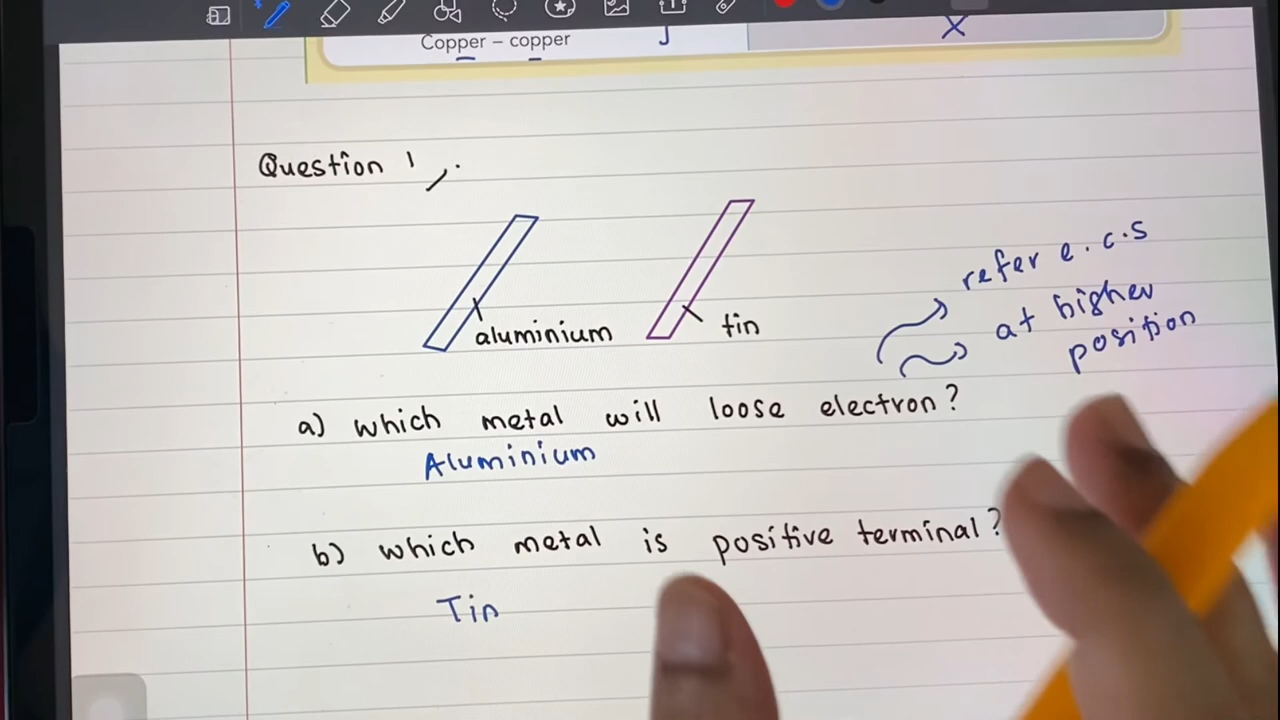 Copper – copper J X
Question 1,.
aluminium tin
refer e.c.s
at higher
position
a) which metal will loose electron?
Aluminium
b) which metal is positive terminal?
Tin